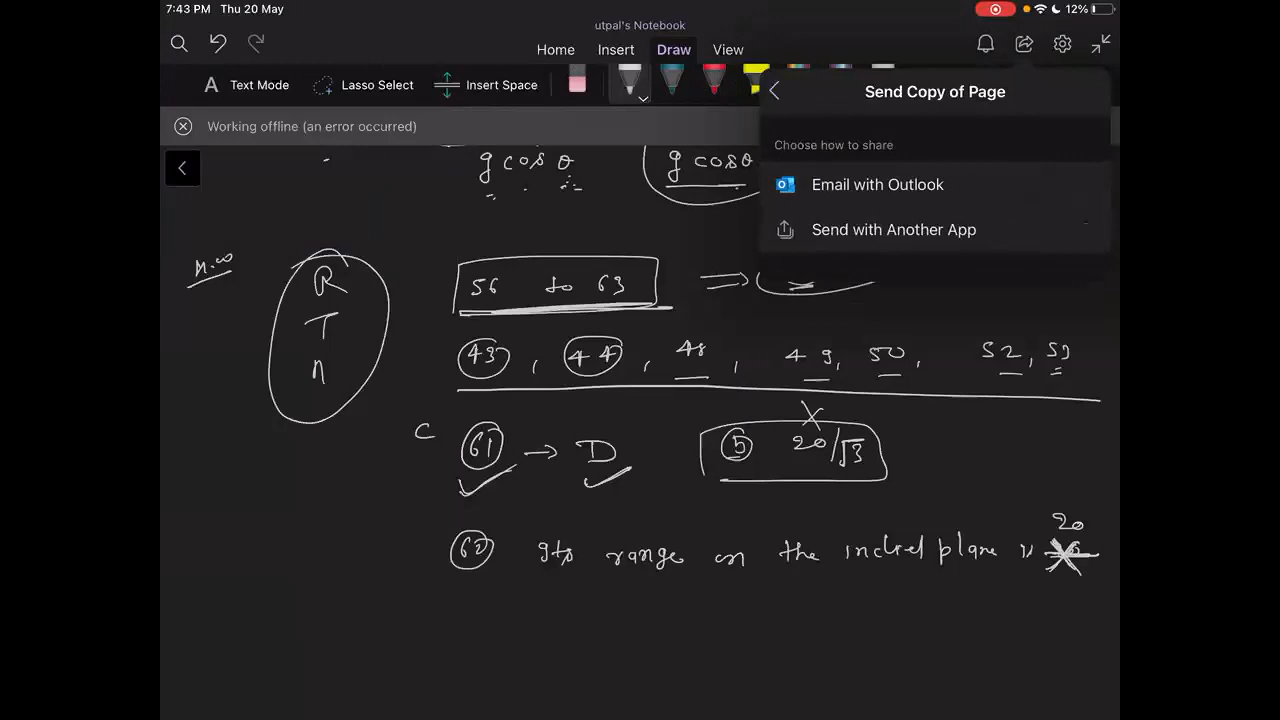 7:43 PM Thu 20 May
12%
utpal's Notebook
Home Insert Draw View
Text Mode Lasso Select Insert Space
Send Copy of Page
Working offline (an error occurred)
Choose how to share
g cos θ g cosθ
Email with Outlook
Send with Another App
H.W
R 56 to 63 ⇒
T 43, 44, 48, 49, 50, 52, 53
n
C 61 → D 5 20/√3
20
Its range on the inclined plane is